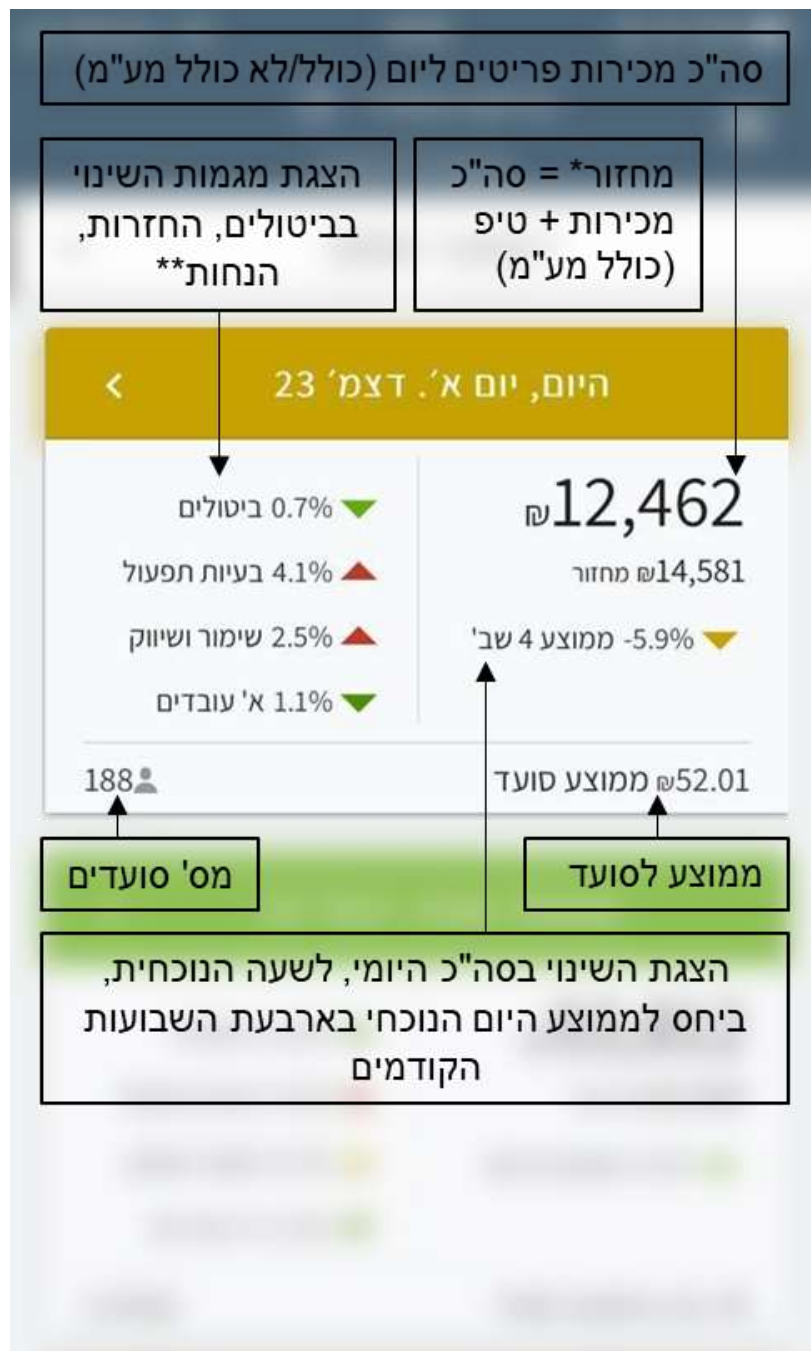 סה"כ מכירות פריטים ליום (כולל/לא כולל מע"מ)
מחזור* = סה"כ
מכירות + טיפ
(כולל מע"מ)
הצגת מגמות השינוי
בביטולים, החזרות,
הנחות**
היום, יום א׳. דצמ׳ 23
₪12,462
₪14,581 מחזור
-5.9% ממוצע 4 שב'
0.7% ביטולים
4.1% בעיות תפעול
2.5% שימור ושיווק
1.1% א' עובדים
₪52.01 ממוצע סועד
188
ממוצע לסועד
מס' סועדים
הצגת השינוי בסה"כ היומי, לשעה הנוכחית,
ביחס לממוצע היום הנוכחי בארבעת השבועות
הקודמים